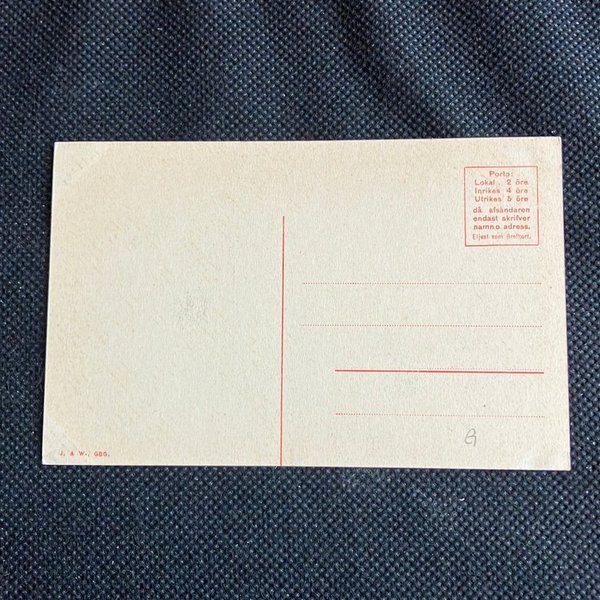 Porto:
Lokal . 2 öre
Inrikes 4 öre
Utrikes 5 öre
då afsändaren
endast skrifver
namn o. adress.
Eljest som brefkort.
J. & W., GBG.